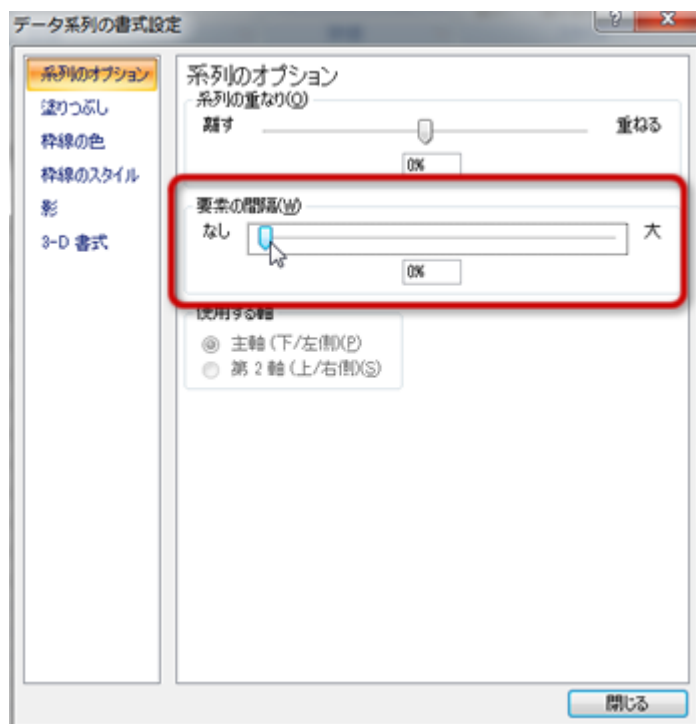 データ系列の書式設定
系列のオプション
塗りつぶし
枠線の色
枠線のスタイル
影
3-D 書式
系列のオプション
系列の重なり(O)
離す
重ねる
0%
要素の間隔(W)
なし
大
0%
使用する軸
主軸 (下/左側)(P)
第 2 軸 (上/右側)(S)
閉じる